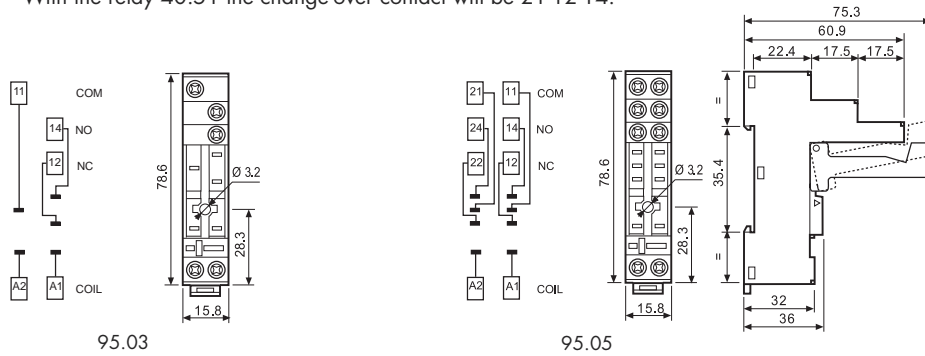 With the relay the change over contact will be 21-12-14.
75.3
60.9
22.4 17.5 17.5
11 COM
14 NO
12 NC
A2 A1 COIL
78.6
Ø 3.2
28.3
15.8
95.03
21 11 COM
24 14 NO
22 12 NC
A2 A1 COIL
78.6
Ø 3.2
28.3
15.8
95.05
=
35.4
=
32
36